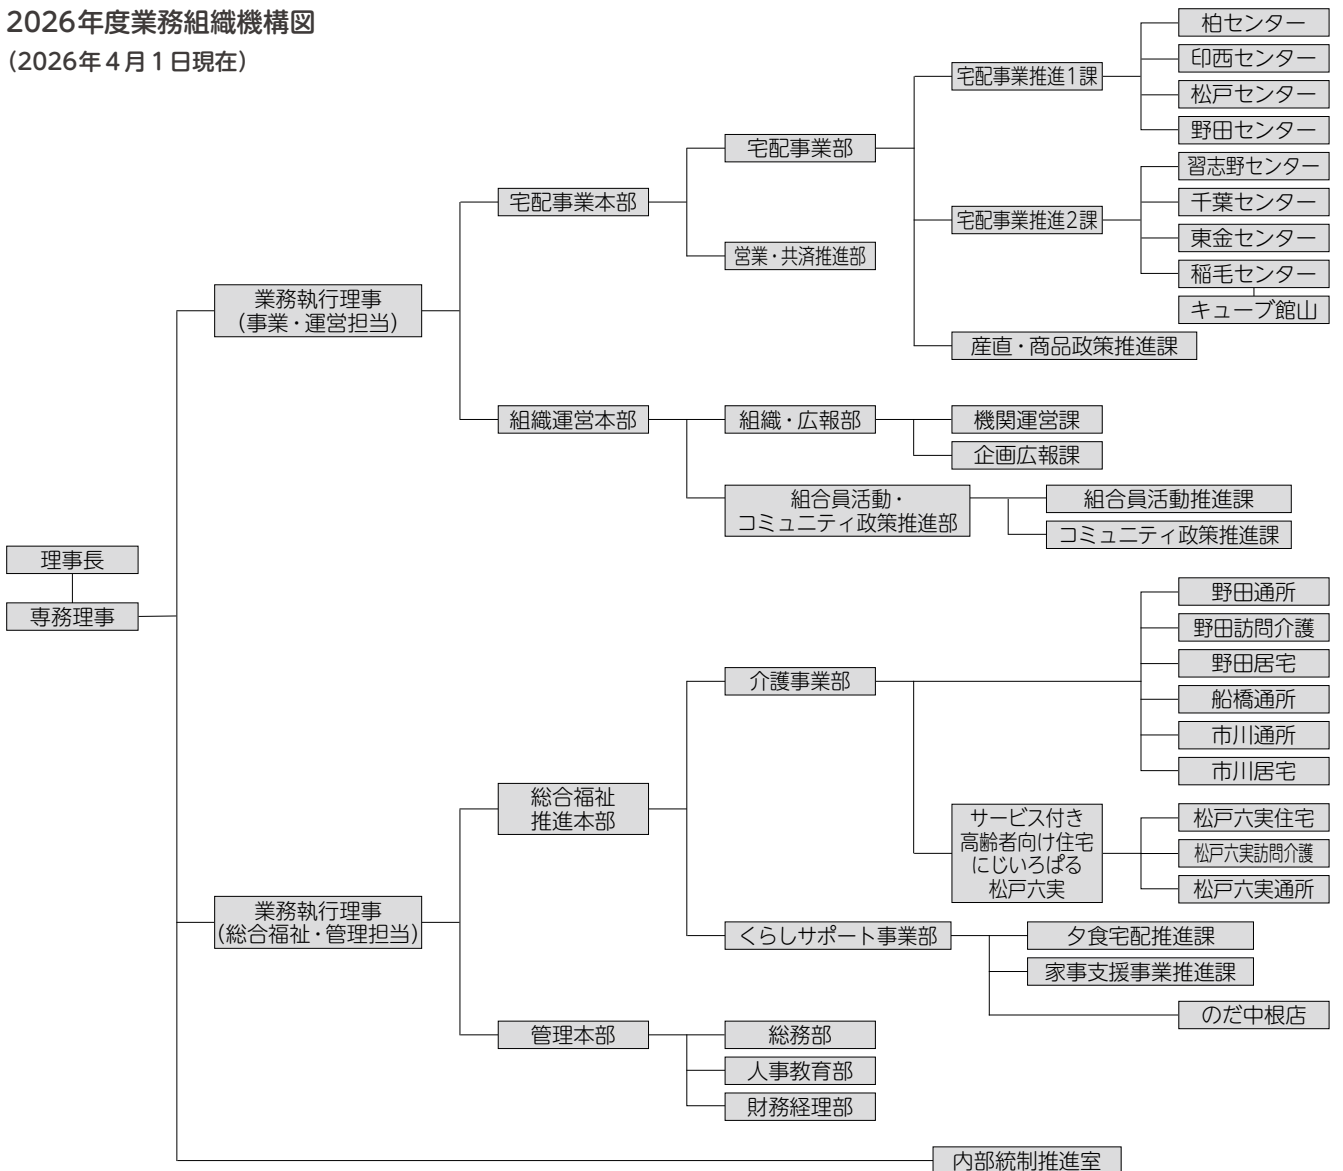 2026年度業務組織機構図
（2026年４月１日現在）
理事長
専務理事
業務執行理事
（事業・運営担当）
宅配事業本部
宅配事業部
宅配事業推進1課
柏センター
印西センター
松戸センター
野田センター
宅配事業推進2課
習志野センター
千葉センター
東金センター
稲毛センター
キューブ館山
産直・商品政策推進課
営業・共済推進部
組織運営本部
組織・広報部
機関運営課
企画広報課
組合員活動・
コミュニティ政策推進部
組合員活動推進課
コミュニティ政策推進課
業務執行理事
（総合福祉・管理担当）
総合福祉
推進本部
介護事業部
野田通所
野田訪問介護
野田居宅
船橋通所
市川通所
市川居宅
サービス付き
高齢者向け住宅
にじいろぱる
松戸六実
松戸六実住宅
松戸六実訪問介護
松戸六実通所
くらしサポート事業部
夕食宅配推進課
家事支援事業推進課
のだ中根店
管理本部
総務部
人事教育部
財務経理部
内部統制推進室